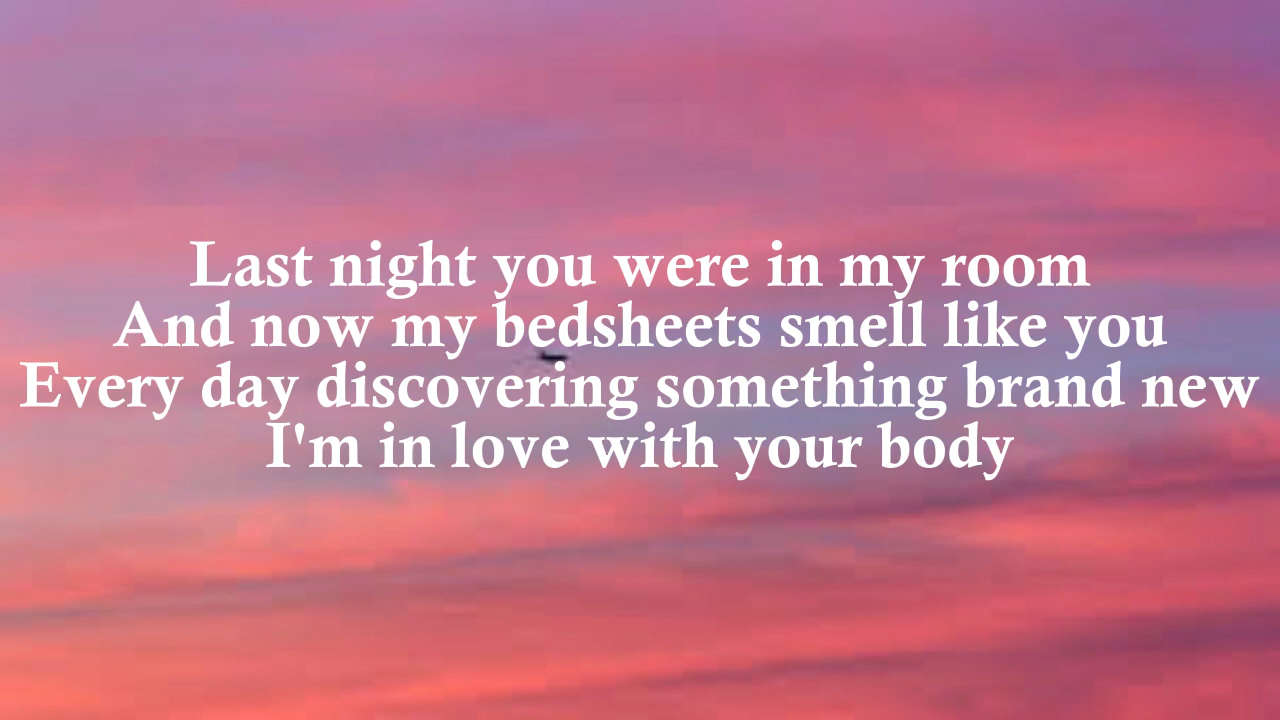 Last night you were in my room
And now my bedsheets smell like you
Every day discovering something brand new
I'm in love with your body